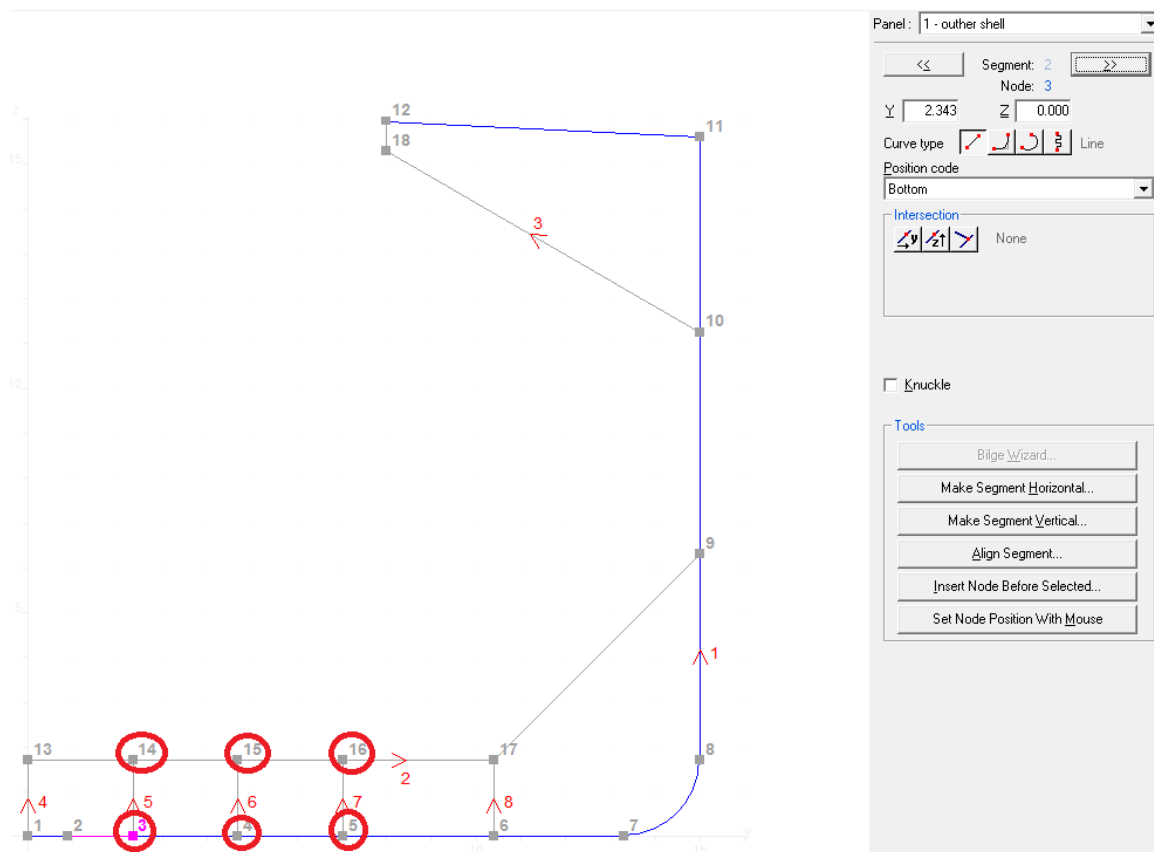 Panel : 1 - outher shell
<< Segment: 2 >>
Node: 3
Y 2.343 Z 0.000
Curve type Line
Position code
Bottom
Intersection
y z None
Knuckle
Tools
Bilge Wizard...
Make Segment Horizontal...
Make Segment Vertical...
Align Segment...
Insert Node Before Selected...
Set Node Position With Mouse
z
12
11
15
18
3
10
10
9
5
1
13 14 15 16 17 8
2
4 5 6 7 8
1 2 3 4 5 6 7
y
10 15